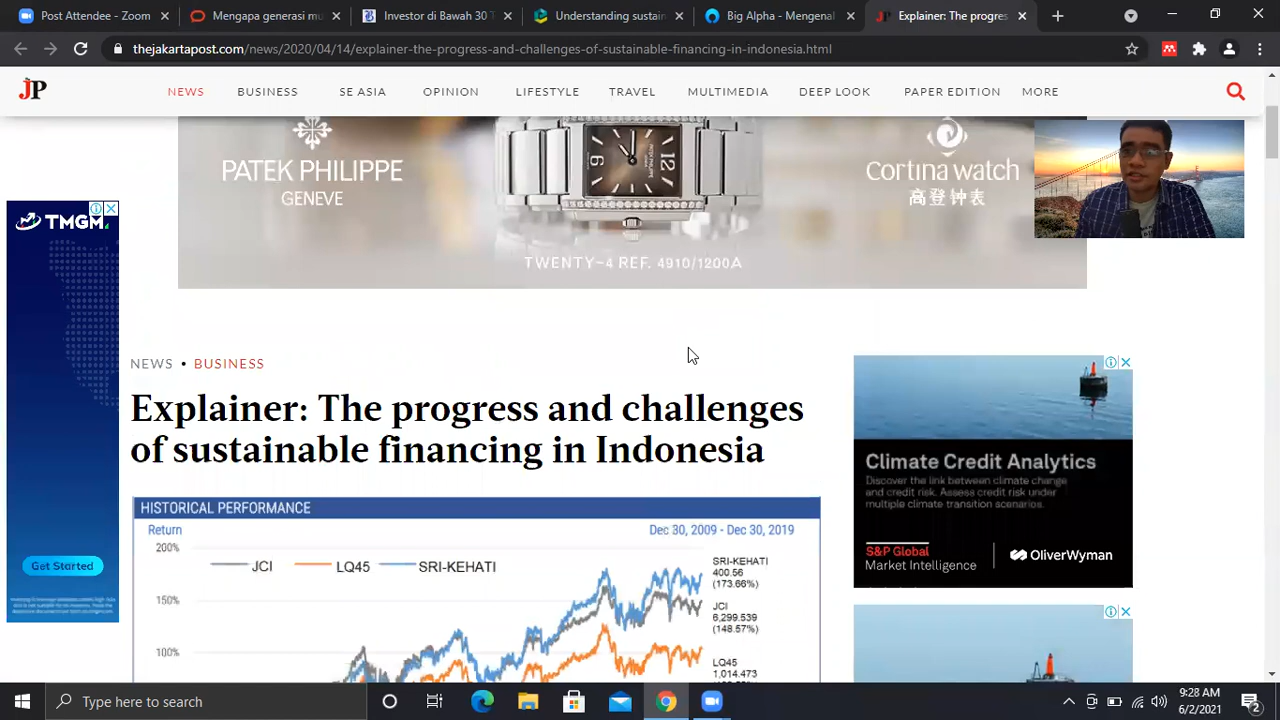 Post Attendee - Zoom
Mengapa generasi mu
Investor di Bawah 30 T
Understanding sustain
Big Alpha - Mengenal
Explainer: The progres
thejakartapost.com/news/2020/04/14/explainer-the-progress-and-challenges-of-sustainable-financing-in-indonesia.html
JP
NEWS BUSINESS SE ASIA OPINION LIFESTYLE TRAVEL MULTIMEDIA DEEP LOOK PAPER EDITION MORE
PATEK PHILIPPE
GENEVE
9 12
TWENTY~4 REF. 4910/1200A
Cortina watch
高登钟表
TMGM
Get Started
NEWS • BUSINESS
Explainer: The progress and challenges
of sustainable financing in Indonesia
HISTORICAL PERFORMANCE
Return Dec 30, 2009 - Dec 30, 2019
200%
JCI LQ45 SRI-KEHATI
150%
100%
SRI-KEHATI
400.56
(173.66%)
JCI
6,299.539
(148.57%)
LQ45
1,014.473
Climate Credit Analytics
Discover the link between climate change
and credit risk. Assess credit risk under
multiple climate transition scenarios.
S&P Global
Market Intelligence
OliverWyman
Type here to search
9:28 AM
6/2/2021
2